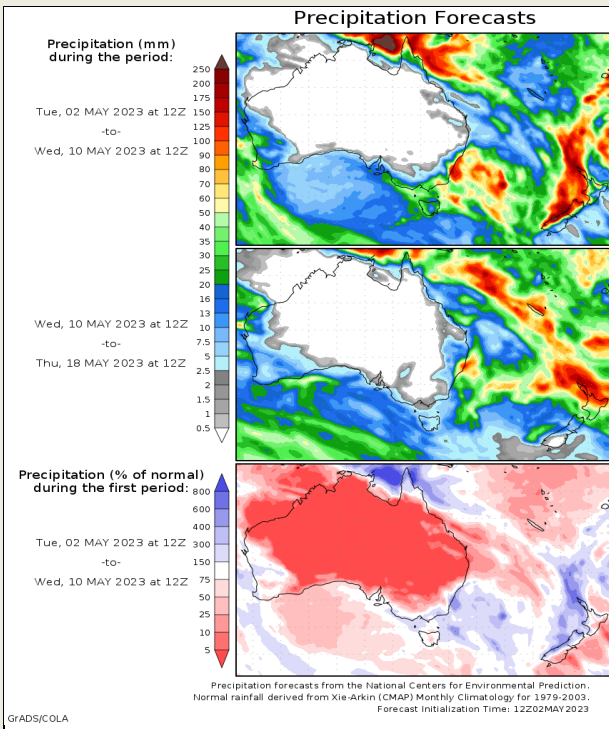 Precipitation Forecasts
Precipitation (mm)
during the period:
Tue, 02 MAY 2023 at 12Z
-to-
Wed, 10 MAY 2023 at 12Z
250
200
175
150
125
100
90
80
70
60
50
40
35
30
25
20
16
13
10
7.5
5
2.5
2
1.5
1
0.5
Wed, 10 MAY 2023 at 12Z
-to-
Thu, 18 MAY 2023 at 12Z
Precipitation (% of normal)
during the first period:
Tue, 02 MAY 2023 at 12Z
-to-
Wed, 10 MAY 2023 at 12Z
800
600
400
300
150
75
50
25
10
5
Precipitation forecasts from the National Centers for Environmental Prediction.
Normal rainfall derived from Xie-Arkin (CMAP) Monthly Climatology for 1979-2003.
Forecast Initialization Time: 12Z02MAY2023
GrADS/COLA